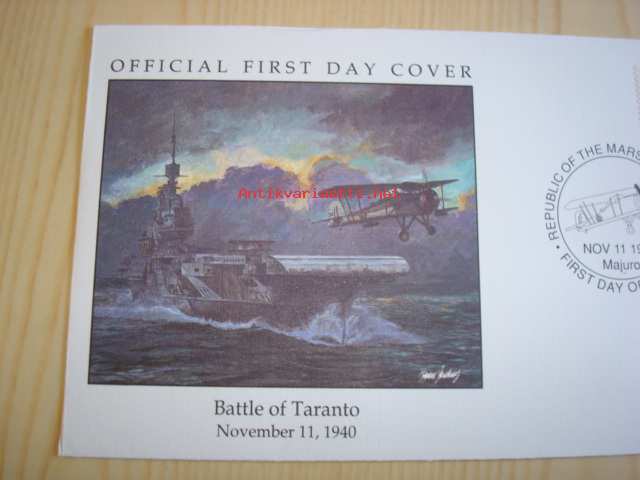 OFFICIAL FIRST DAY COVER
Antikvariaatti.net
Battle of Taranto
November 11, 1940
REPUBLIC OF THE MARS
NOV 11 19
Majuro
FIRST DAY OF